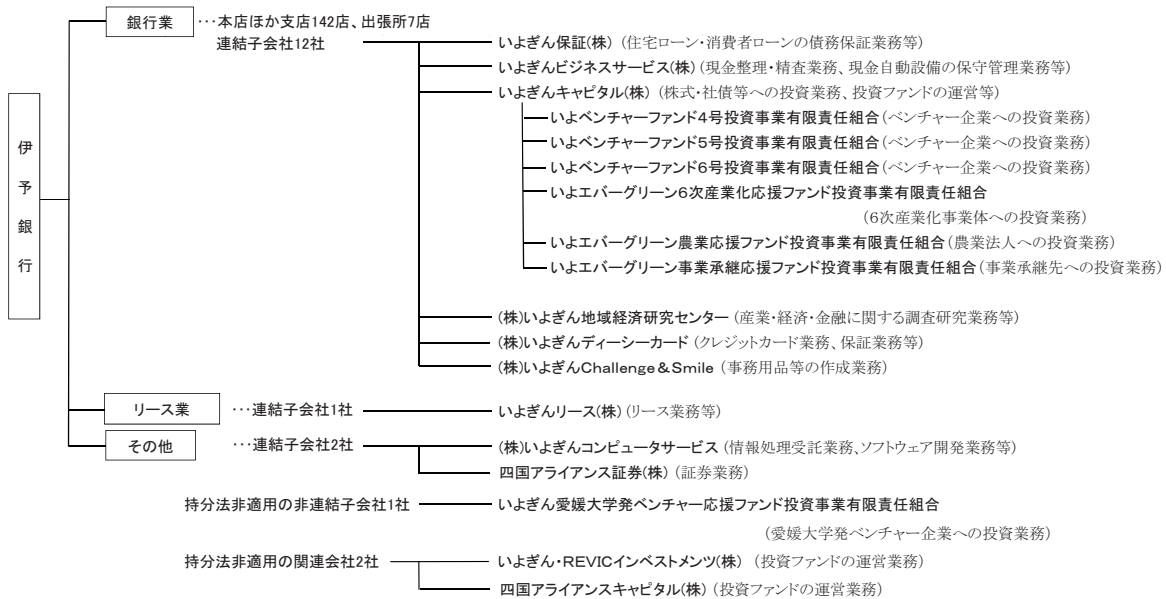 伊予銀行
銀行業 ···本店ほか支店142店、出張所7店
連結子会社12社
いよぎん保証(株) (住宅ローン・消費者ローンの債務保証業務等)
いよぎんビジネスサービス(株) (現金整理・精査業務、現金自動設備の保守管理業務等)
いよぎんキャピタル(株) (株式・社債等への投資業務、投資ファンドの運営等)
いよベンチャーファンド4号投資事業有限責任組合(ベンチャー企業への投資業務)
いよベンチャーファンド5号投資事業有限責任組合(ベンチャー企業への投資業務)
いよベンチャーファンド6号投資事業有限責任組合(ベンチャー企業への投資業務)
いよエバーグリーン6次産業化応援ファンド投資事業有限責任組合
(6次産業化事業体への投資業務)
いよエバーグリーン農業応援ファンド投資事業有限責任組合(農業法人への投資業務)
いよエバーグリーン事業承継応援ファンド投資事業有限責任組合(事業承継先への投資業務)
(株)いよぎん地域経済研究センター (産業・経済・金融に関する調査研究業務等)
(株)いよぎんディーシーカード (クレジットカード業務、保証業務等)
(株)いよぎんChallenge&Smile (事務用品等の作成業務)
リース業 ···連結子会社1社 いよぎんリース(株) (リース業務等)
その他 ···連結子会社2社 (株)いよぎんコンピュータサービス (情報処理受託業務、ソフトウェア開発業務等)
四国アライアンス証券(株) (証券業務)
持分法非適用の非連結子会社1社 いよぎん愛媛大学発ベンチャー応援ファンド投資事業有限責任組合
(愛媛大学発ベンチャー企業への投資業務)
持分法非適用の関連会社2社 いよぎん・REVICインベストメンツ(株) (投資ファンドの運営業務)
四国アライアンスキャピタル(株) (投資ファンドの運営業務)